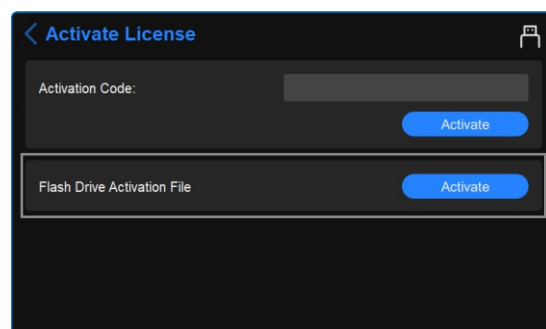 Activate License
Activation Code:
Activate
Flash Drive Activation File Activate